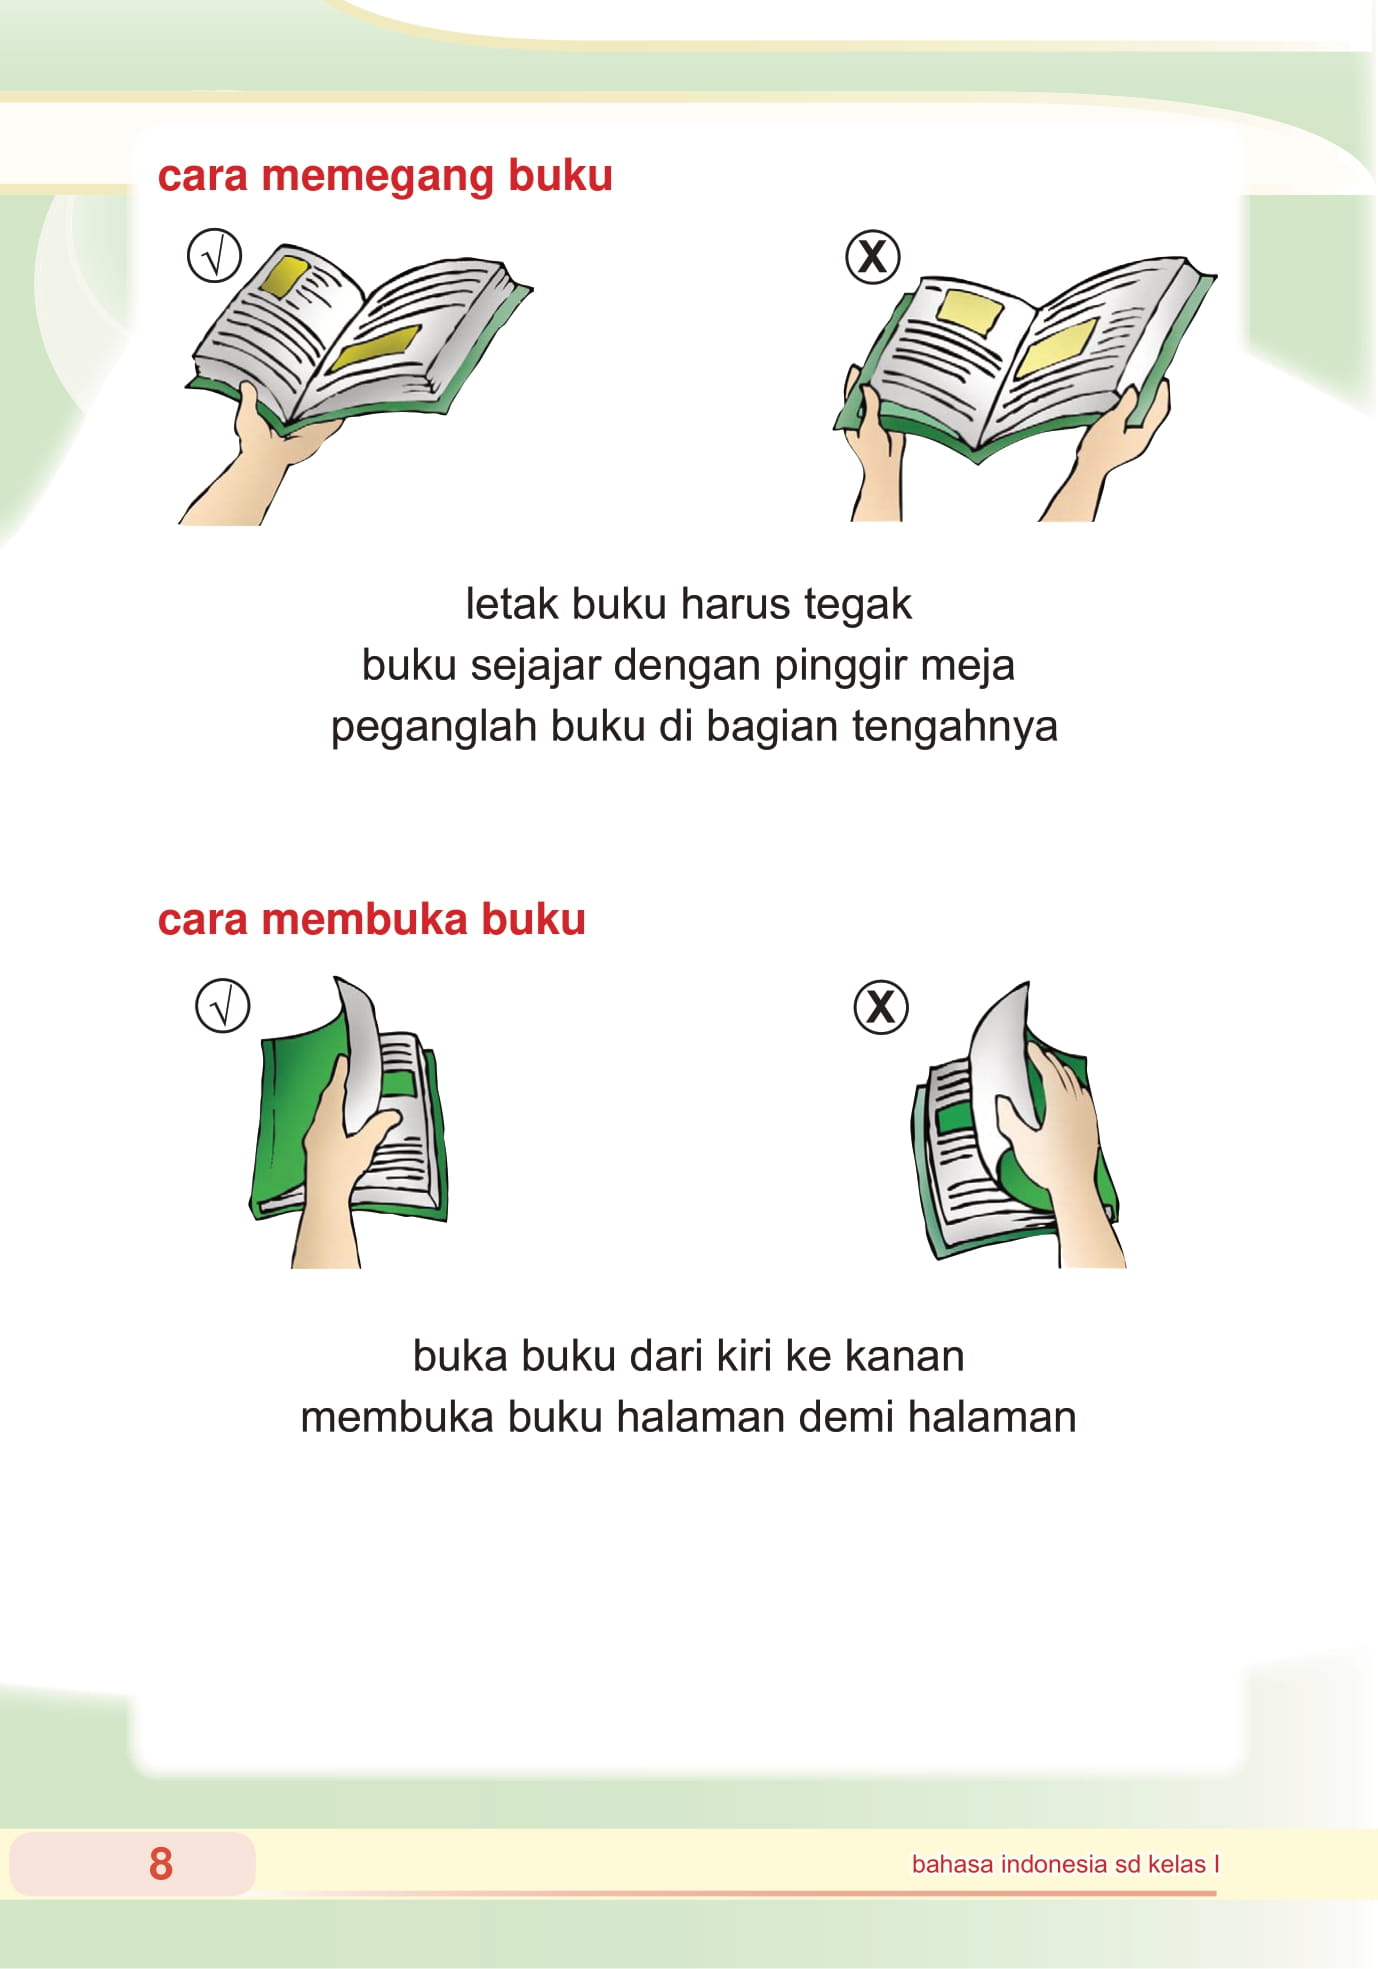 cara memegang buku
√
X
letak buku harus tegak
buku sejajar dengan pinggir meja
peganglah buku di bagian tengahnya
cara membuka buku
√
X
buka buku dari kiri ke kanan
membuka buku halaman demi halaman
8
bahasa indonesia sd kelas I